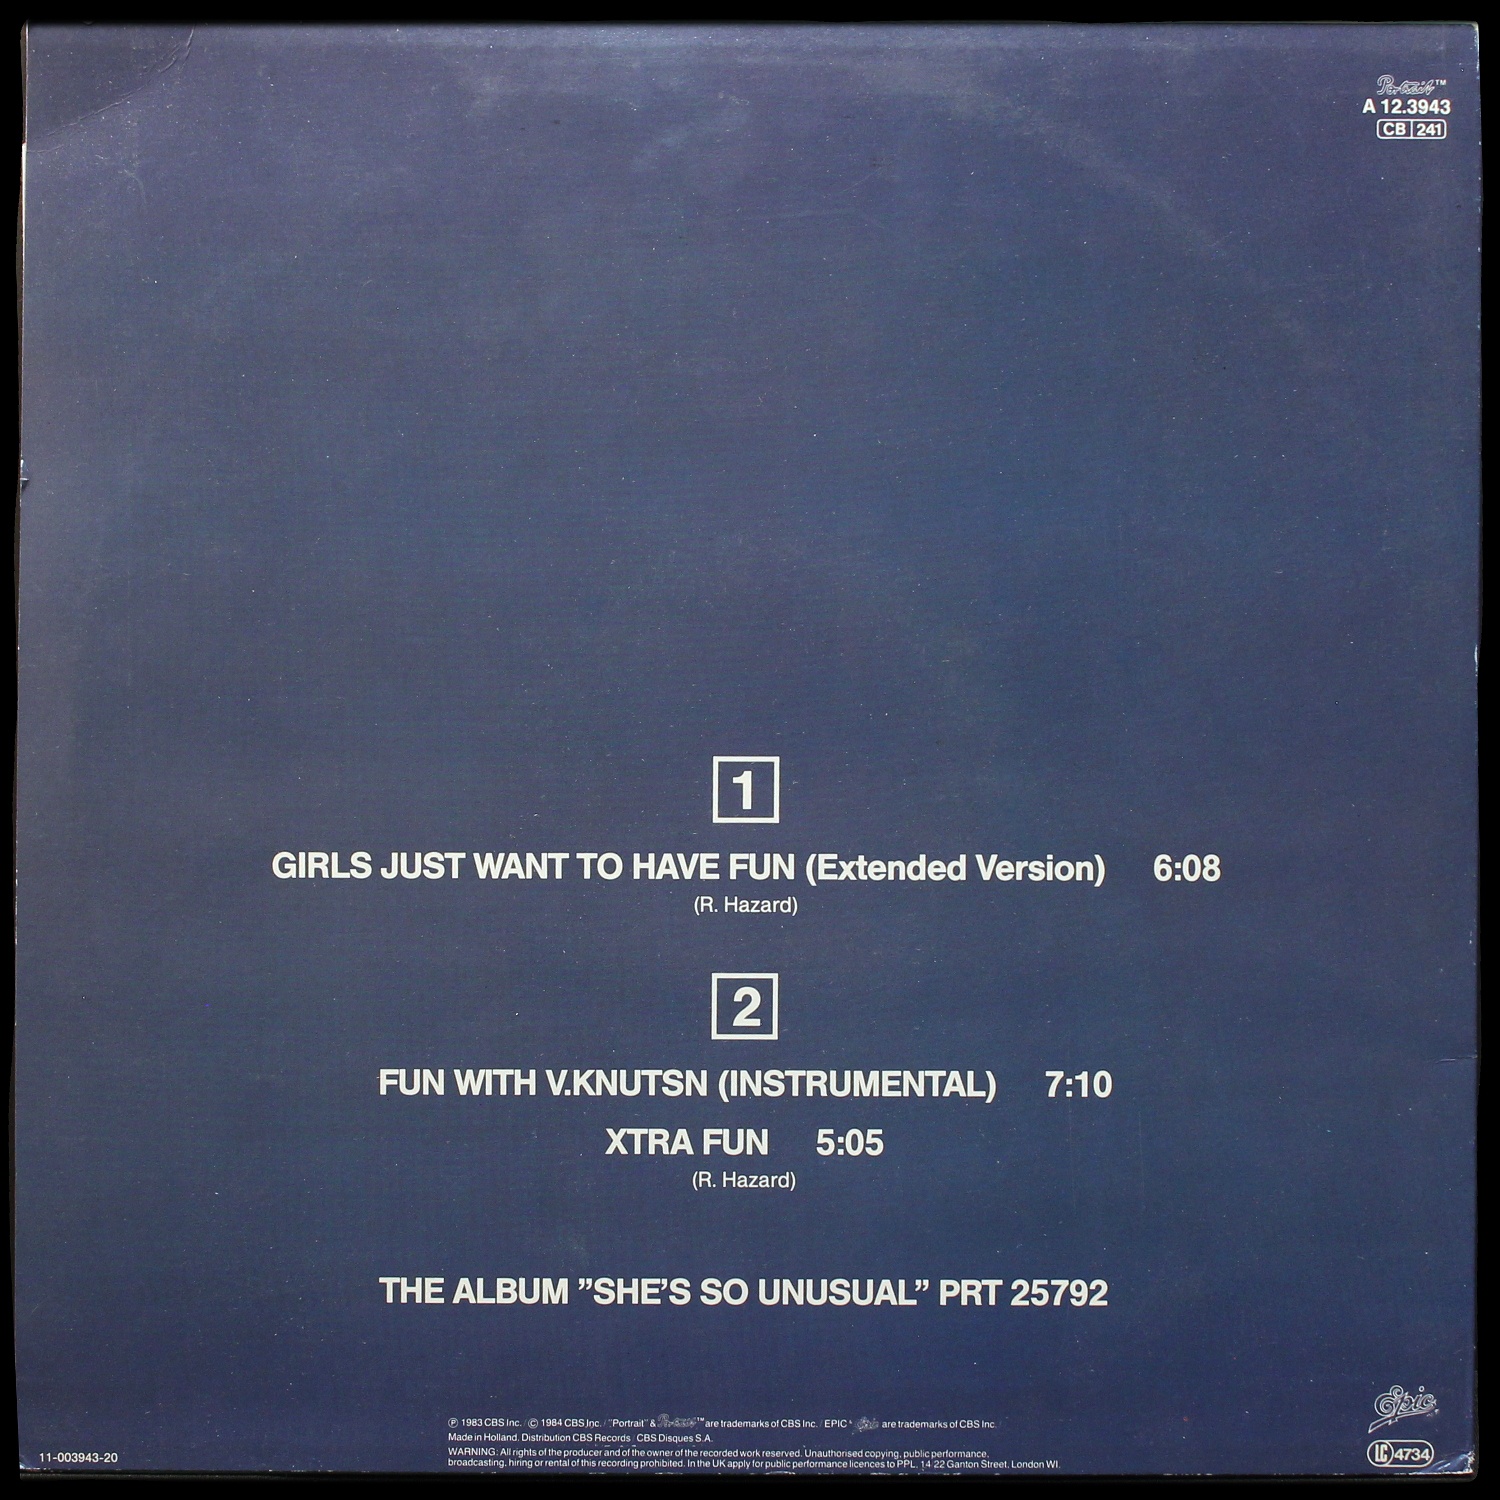 Portrait™
A 12.3943
CB 241
1
GIRLS JUST WANT TO HAVE FUN (Extended Version) 6:08
(R. Hazard)
2
FUN WITH V.KNUTSN (INSTRUMENTAL) 7:10
XTRA FUN 5:05
(R. Hazard)
THE ALBUM ”SHE’S SO UNUSUAL” PRT 25792
Epic
LC 4734
℗ 1983 CBS Inc. / © 1984 CBS Inc. / "Portrait" & Portrait™ are trademarks of CBS Inc. / EPIC & Epic are trademarks of CBS Inc.
Made in Holland. Distribution CBS Records / CBS Disques S.A.
WARNING: All rights of the producer and of the owner of the recorded work reserved. Unauthorised copying, public performance,
broadcasting, hiring or rental of this recording prohibited. In the UK apply for public performance licences to PPL, 14 22 Ganton Street, London WI.
11-003943-20